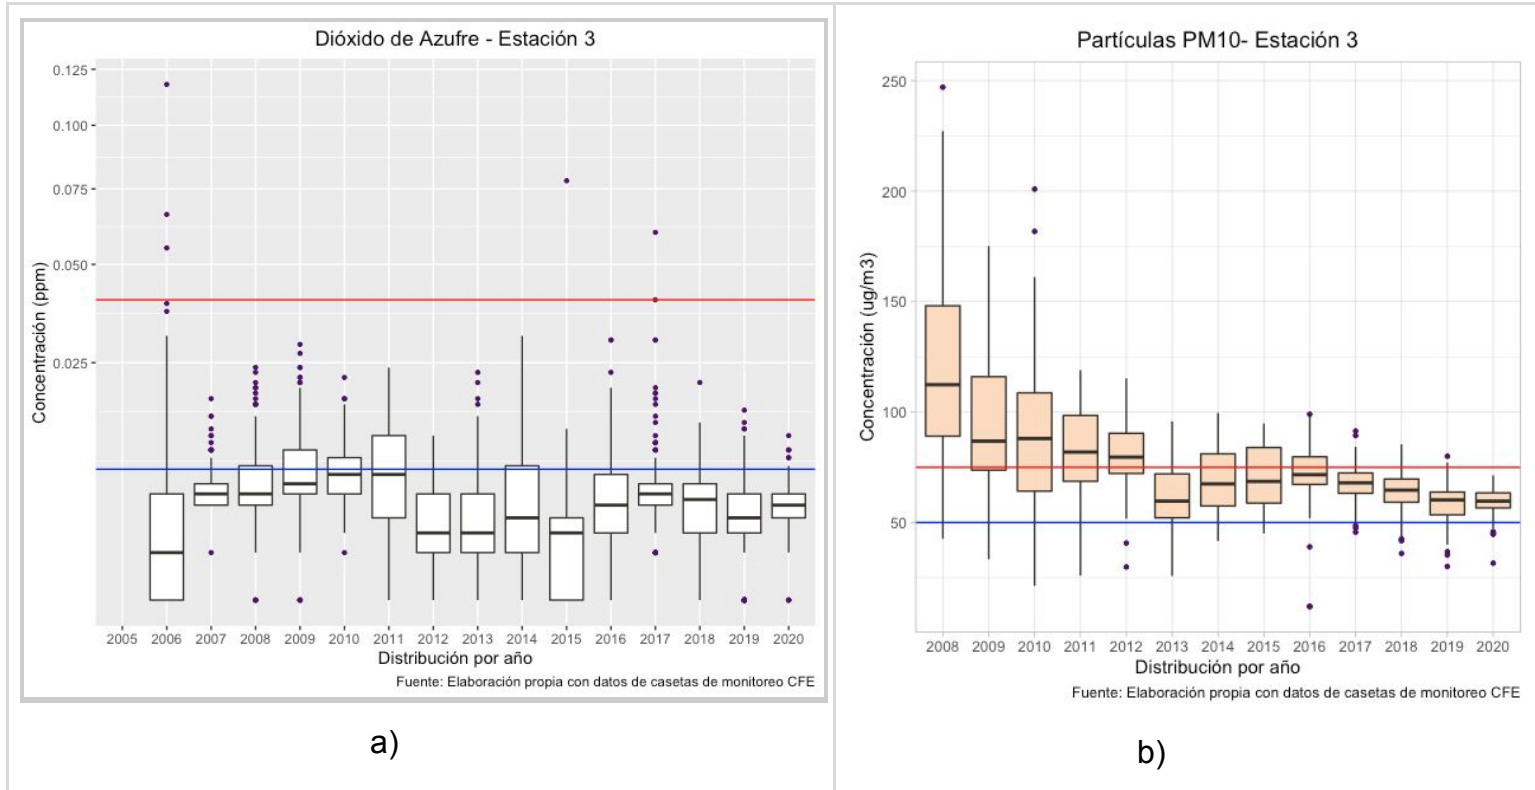 Dióxido de Azufre - Estación 3
0.125
0.100
0.075
0.050
0.025
Concentración (ppm)
2005 2006 2007 2008 2009 2010 2011 2012 2013 2014 2015 2016 2017 2018 2019 2020
Distribución por año
Fuente: Elaboración propia con datos de casetas de monitoreo CFE
a)
Partículas PM10- Estación 3
250
200
150
100
50
Concentración (ug/m3)
2008 2009 2010 2011 2012 2013 2014 2015 2016 2017 2018 2019 2020
Distribución por año
Fuente: Elaboración propia con datos de casetas de monitoreo CFE
b)